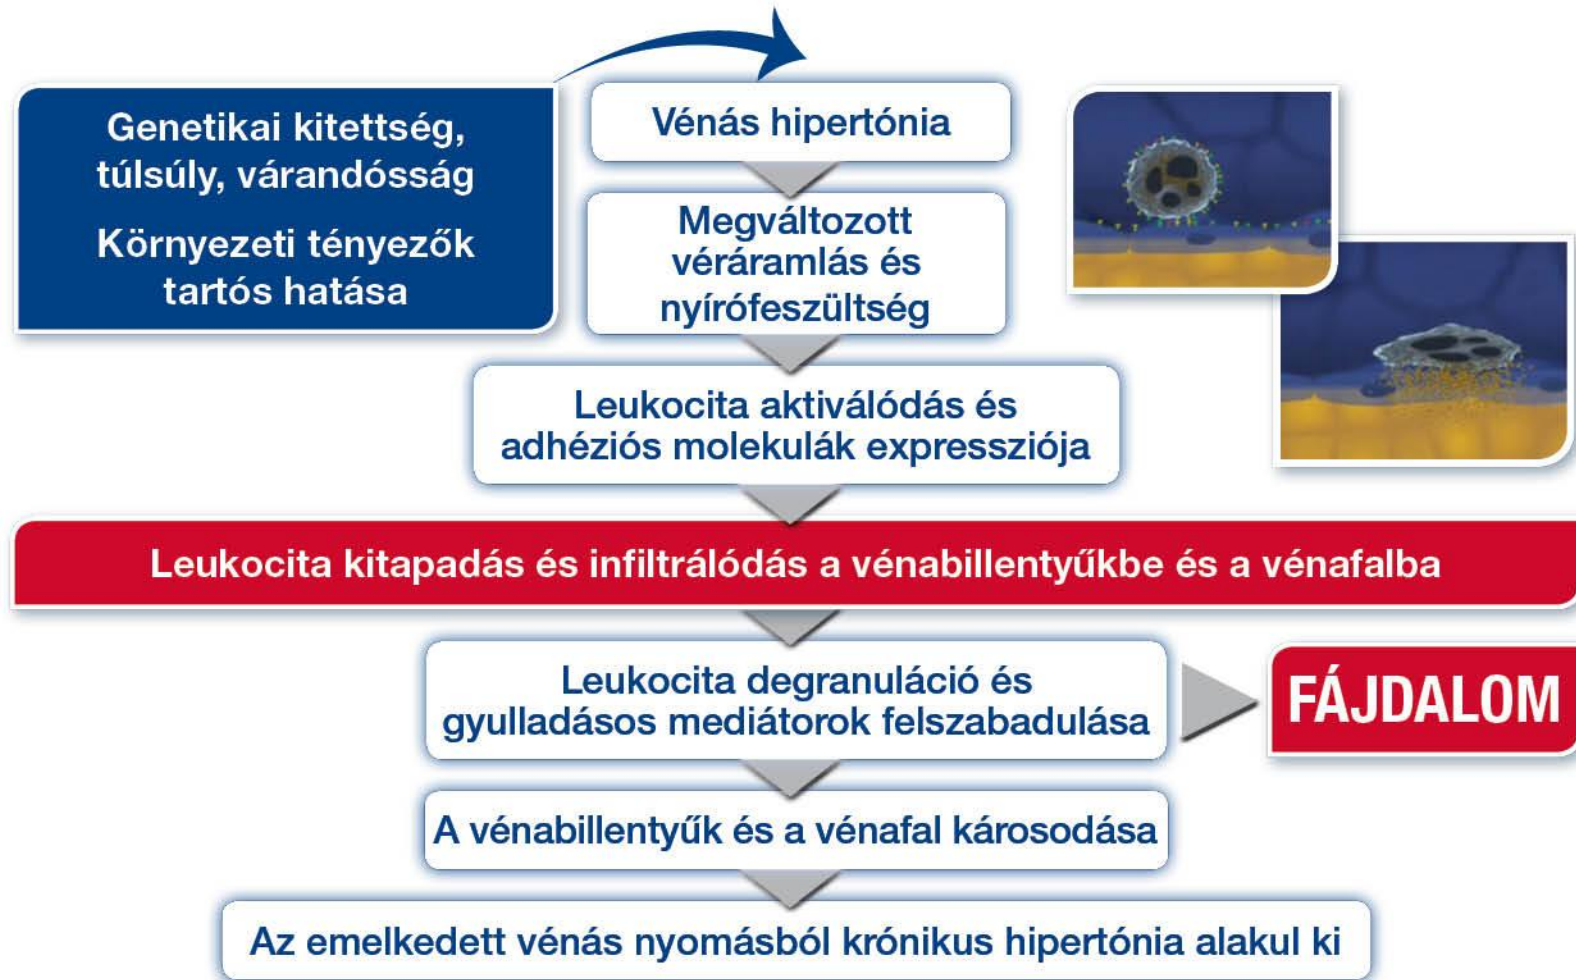 Genetikai kitettség,
túlsúly, várandósság
Környezeti tényezők
tartós hatása
Vénás hipertónia
Megváltozott
véráramlás és
nyírófeszültség
Leukocita aktiválódás és
adhéziós molekulák expressziója
Leukocita kitapadás és infiltrálódás a vénabillentyűkbe és a vénafalba
Leukocita degranuláció és
gyulladásos mediátorok felszabadulása
FÁJDALOM
A vénabillentyűk és a vénafal károsodása
Az emelkedett vénás nyomásból krónikus hipertónia alakul ki